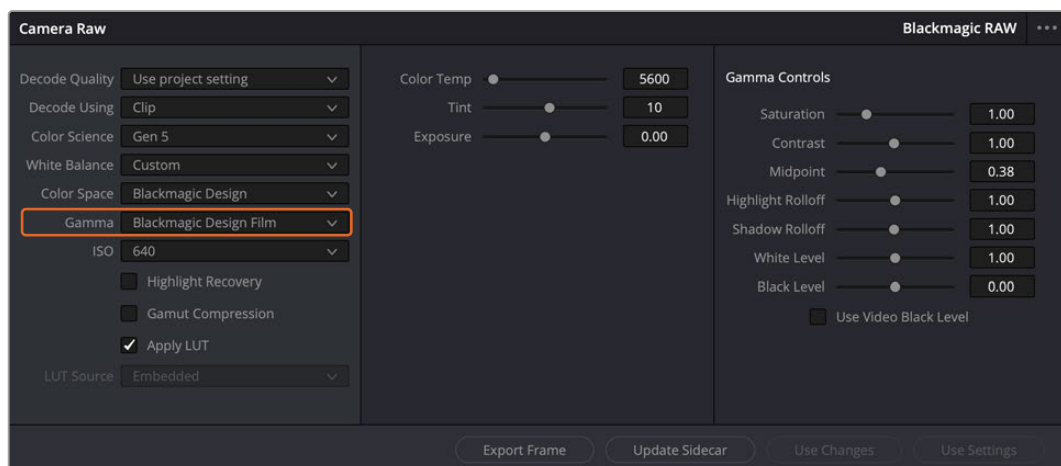 Camera Raw
Blackmagic RAW
Decode Quality Use project setting
Decode Using Clip
Color Science Gen 5
White Balance Custom
Color Space Blackmagic Design
Gamma Blackmagic Design Film
ISO 640
Highlight Recovery
Gamut Compression
Apply LUT
LUT Source Embedded
Color Temp 5600
Tint 10
Exposure 0.00
Gamma Controls
Saturation 1.00
Contrast 1.00
Midpoint 0.38
Highlight Rolloff 1.00
Shadow Rolloff 1.00
White Level 1.00
Black Level 0.00
Use Video Black Level
Export Frame
Update Sidecar
Use Changes
Use Settings